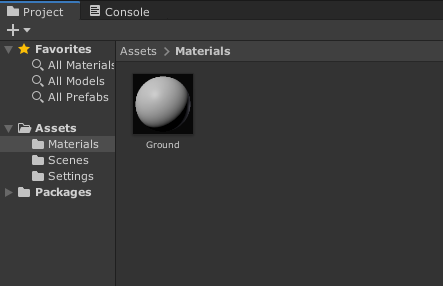 Project Console
Favorites
All Materials
All Models
All Prefabs
Assets
Materials
Scenes
Settings
Packages
Assets > Materials
Ground